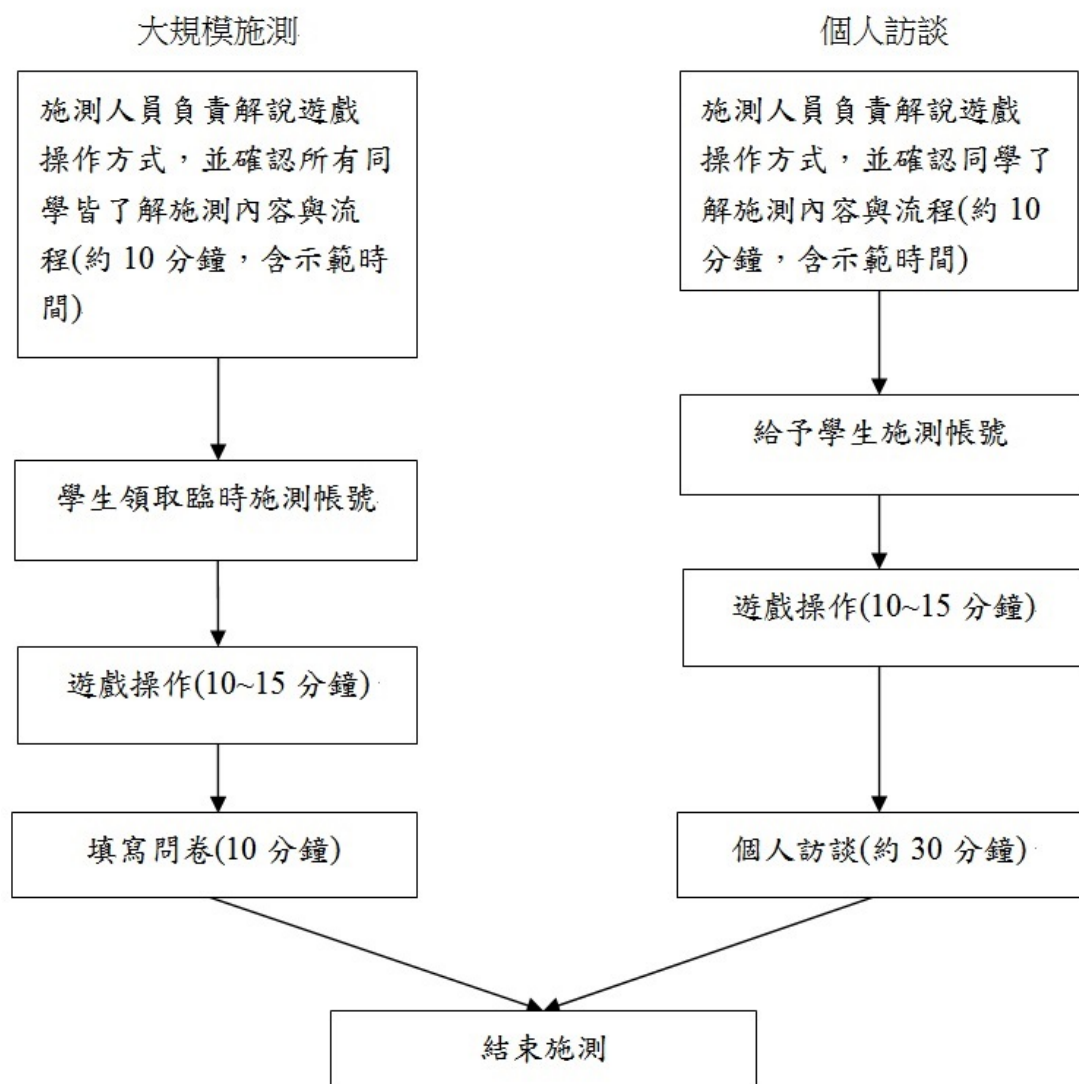 大規模施測
施測人員負責解說遊戲
操作方式，並確認所有同
學皆了解施測內容與流
程(約 10 分鐘，含示範時
間)
學生領取臨時施測帳號
遊戲操作(10~15 分鐘)
填寫問卷(10 分鐘)
個人訪談
施測人員負責解說遊戲
操作方式，並確認同學了
解施測內容與流程(約 10
分鐘，含示範時間)
給予學生施測帳號
遊戲操作(10~15 分鐘)
個人訪談(約 30 分鐘)
結束施測